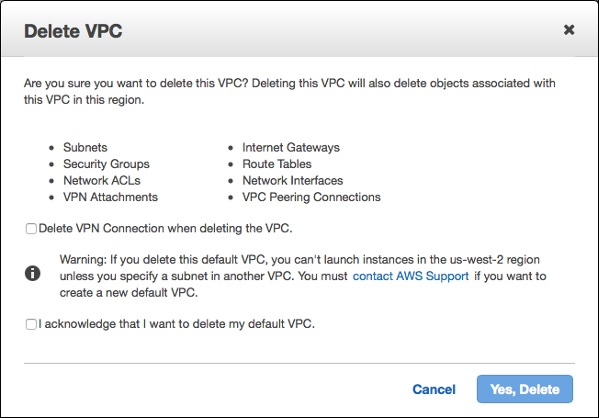 Delete VPC
Are you sure you want to delete this VPC? Deleting this VPC will also delete objects associated with
this VPC in this region.
• Subnets
• Security Groups
• Network ACLs
• VPN Attachments
• Internet Gateways
• Route Tables
• Network Interfaces
• VPC Peering Connections
Delete VPN Connection when deleting the VPC.
Warning: If you delete this default VPC, you can't launch instances in the us-west-2 region
unless you specify a subnet in another VPC. You must contact AWS Support if you want to
create a new default VPC.
I acknowledge that I want to delete my default VPC.
Cancel
Yes, Delete